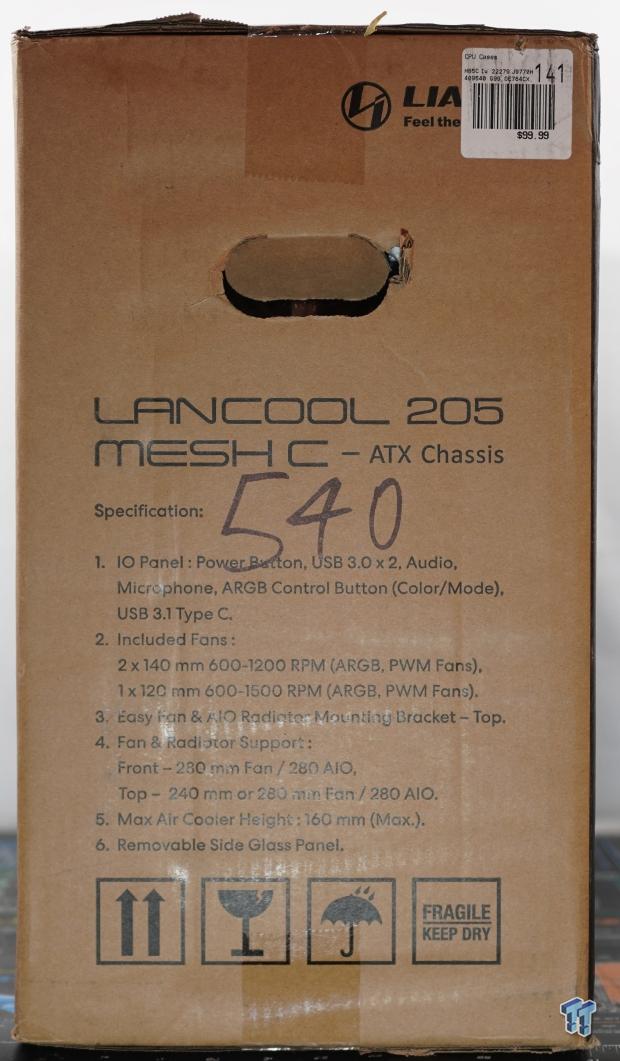 CPU Cases
141
$99.99
LIA
Feel the
LANCOOL 205
MESH C – ATX Chassis
540
Specification:
1. IO Panel : Power Button, USB 3.0 x 2, Audio,
Microphone, ARGB Control Button (Color/Mode),
USB 3.1 Type C.
2. Included Fans :
2 x 140 mm 600-1200 RPM (ARGB, PWM Fans),
1 x 120 mm 600-1500 RPM (ARGB, PWM Fans).
3. Easy Fan & AIO Radiator Mounting Bracket – Top.
4. Fan & Radiator Support :
Front – 280 mm Fan / 280 AIO,
Top – 240 mm or 280 mm Fan / 280 AIO.
5. Max Air Cooler Height : 160 mm (Max.).
6. Removable Side Glass Panel.
FRAGILE
KEEP DRY
TT